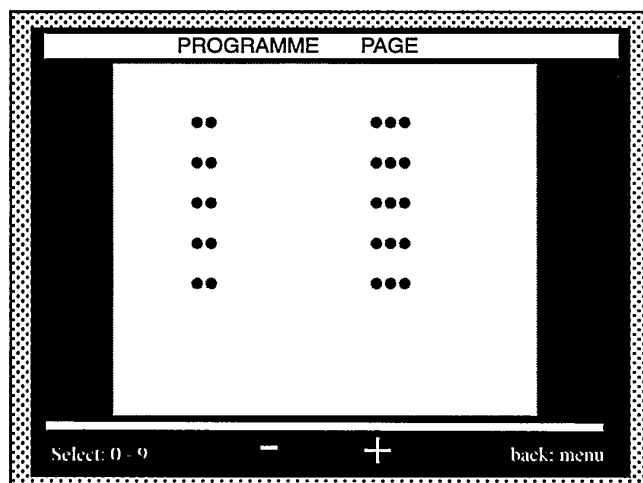 PROGRAMME PAGE
•• •••
•• •••
•• •••
•• •••
•• •••
Select: 0 - 9 - + back: menu